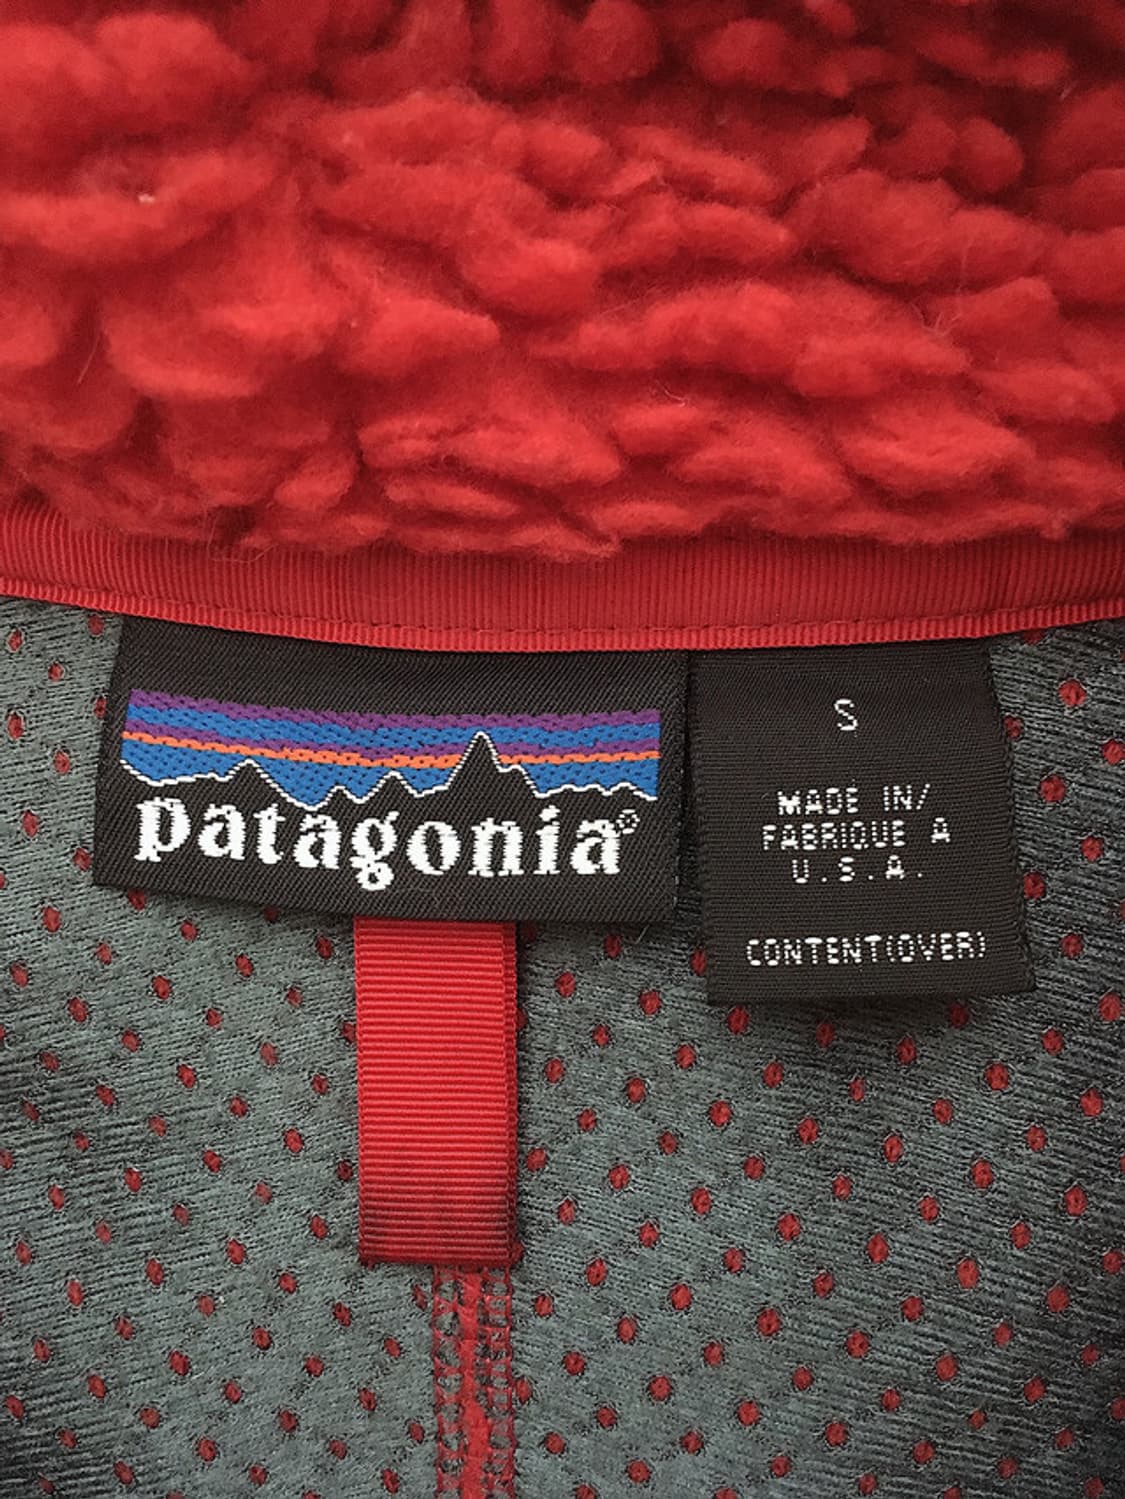 patagonia®
S
MADE IN/
FABRIQUE A
U.S.A.
CONTENT(OVER)